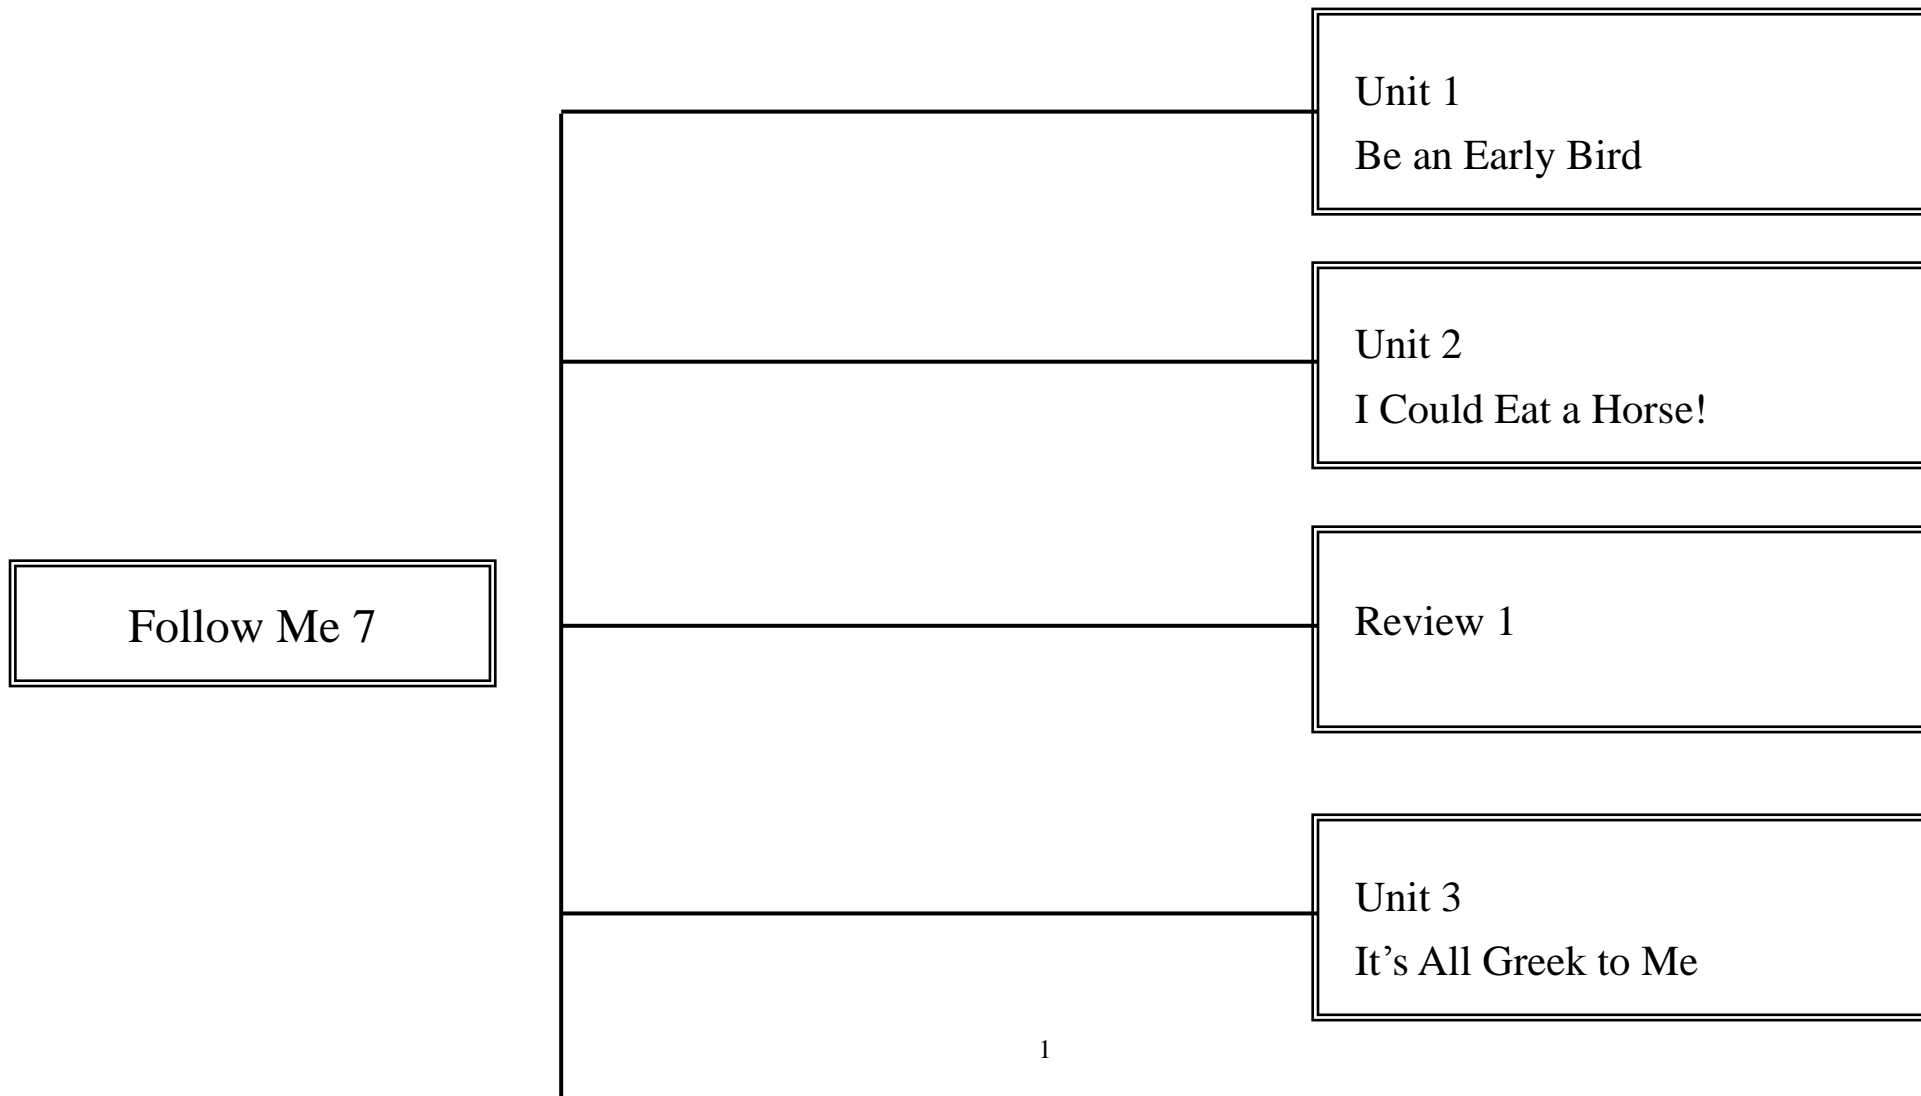 Unit 1
Be an Early Bird
Unit 2
I Could Eat a Horse!
Follow Me 7
Review 1
Unit 3
It’s All Greek to Me
1